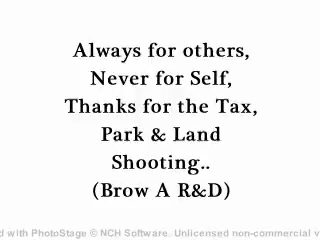 Always for others,
Never for Self,
Thanks for the Tax,
Park & Land
Shooting..
(Brow A R&D)
with PhotoStage © NCH Software. Unlicensed non-commercial